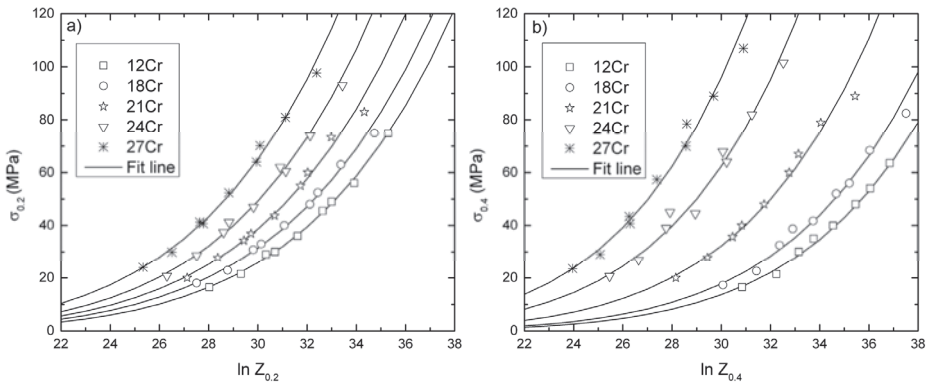 a)
12Cr
18Cr
21Cr
24Cr
27Cr
Fit line
120
100
80
60
40
20
0
σ0.2 (MPa)
22 24 26 28 30 32 34 36 38
ln Z0.2
b)
12Cr
18Cr
21Cr
24Cr
27Cr
Fit line
120
100
80
60
40
20
0
σ0.4 (MPa)
22 24 26 28 30 32 34 36 38
ln Z0.4